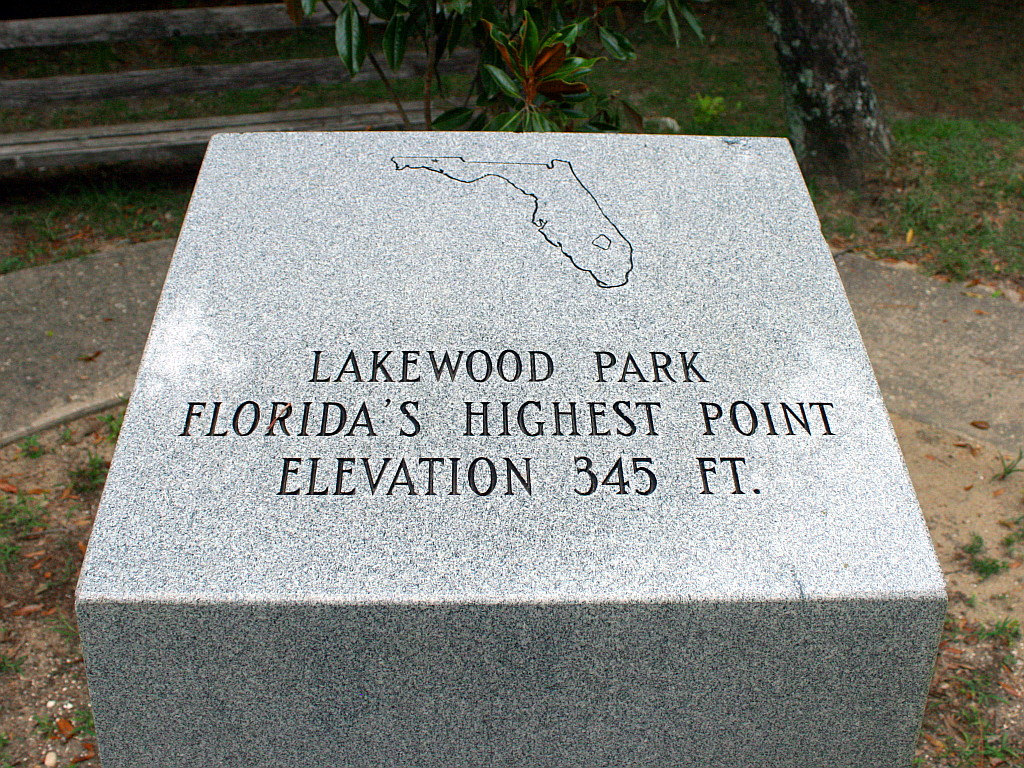 LAKEWOOD PARK
FLORIDA'S HIGHEST POINT
ELEVATION 345 FT.